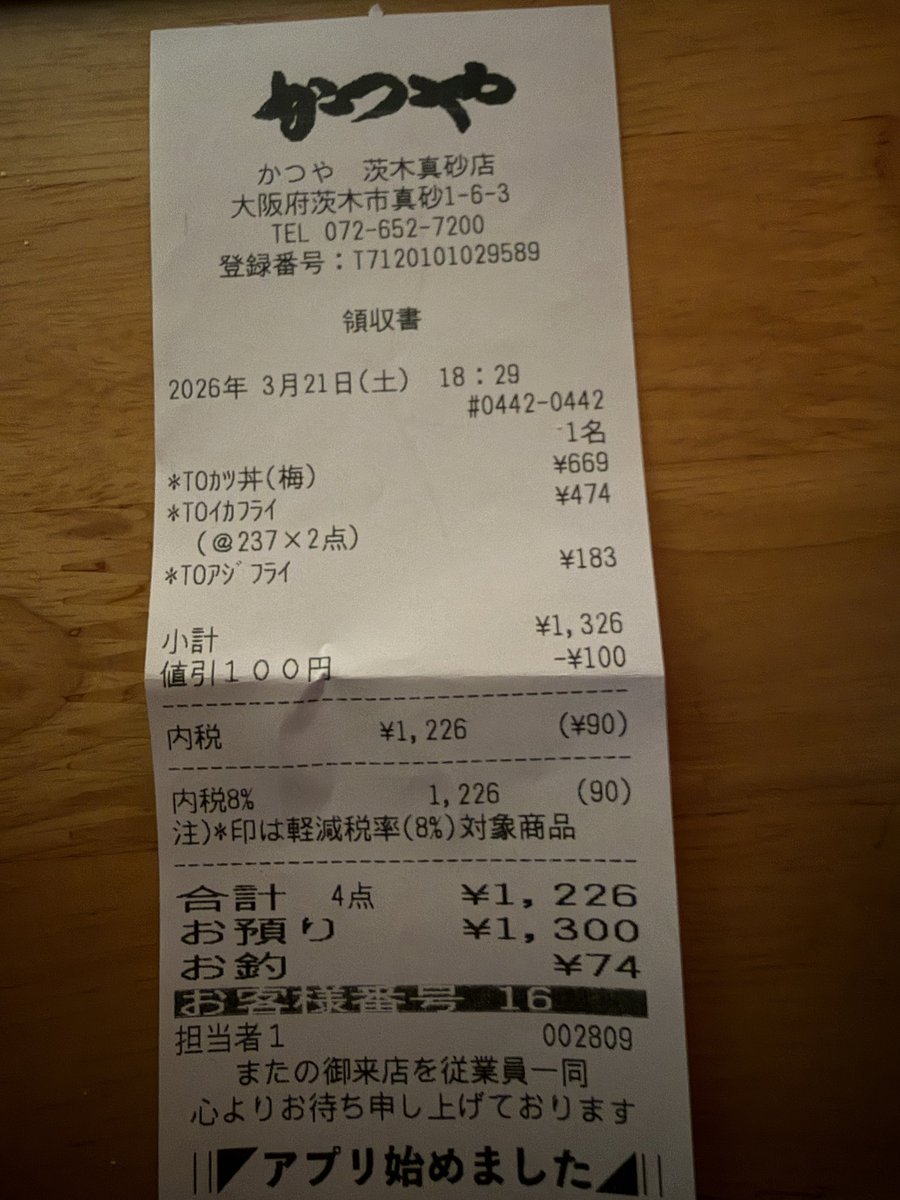 かつや
かつや 茨木真砂店
大阪府茨木市真砂1-6-3
TEL 072-652-7200
登録番号：T7120101029589
領収書
2026年 3月21日(土) 18：29
#0442-0442
1名
*TOｶﾂ丼(梅) ¥669
*TOｲｶﾌﾗｲ ¥474
(@237×2点)
*TOｱｼﾞﾌﾗｲ ¥183
小計 ¥1,326
値引１００円 -¥100
内税 ¥1,226 (¥90)
内税8% 1,226 (90)
注)*印は軽減税率(8%)対象商品
合計 4点 ¥1,226
お預り ¥1,300
お釣 ¥74
お客様番号 16
担当者1 002809
またの御来店を従業員一同
心よりお待ち申し上げております
アプリ始めました